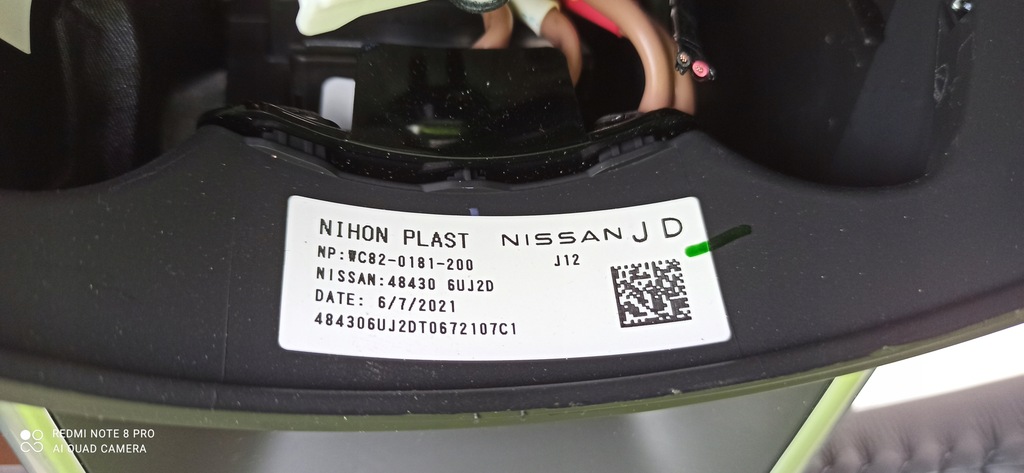 NIHON PLAST NISSAN J D
NP:WC82-0181-200 J12
NISSAN:48430 6UJ2D
DATE: 6/7/2021
484306UJ2DT0672107C1
REDMI NOTE 8 PRO
AI QUAD CAMERA